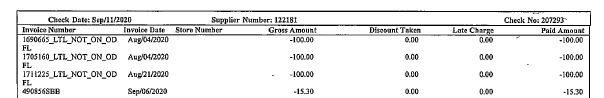 Check Date: Sep/11/2020 Supplier Number: 122181 Check No: 207293
Invoice Number Invoice Date Store Number Gross Amount Discount Taken Late Charge Paid Amount
1690665_LTL_NOT_ON_OD Aug/04/2020 -100.00 0.00 0.00 -100.00
FL
1705160_LTL_NOT_ON_OD Aug/04/2020 -100.00 0.00 0.00 -100.00
FL
1711225_LTL_NOT_ON_OD Aug/21/2020 -100.00 0.00 0.00 -100.00
FL
490856SBB Sep/06/2020 -15.30 0.00 0.00 -15.30